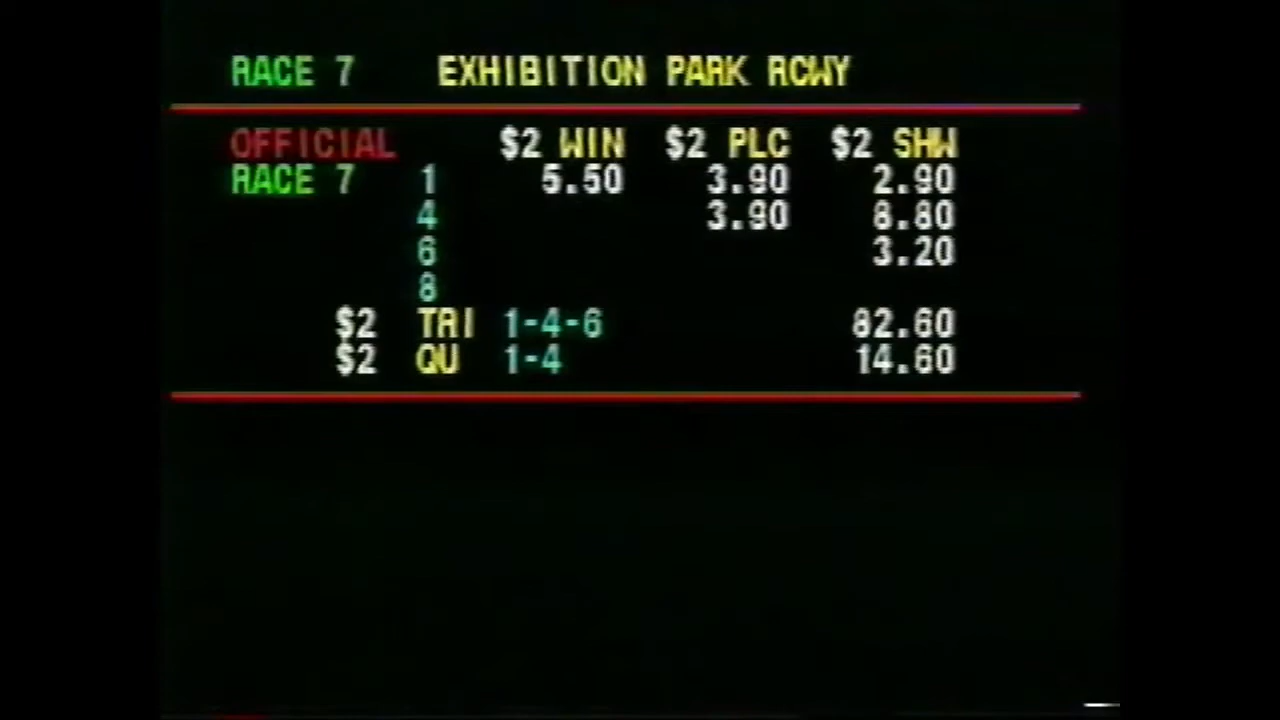 RACE 7 EXHIBITION PARK RCWY
OFFICIAL $2 WIN $2 PLC $2 SHW
RACE 7 1 5.50 3.90 2.90
4 3.90 8.80
6 3.20
8
$2 TRI 1-4-6 82.60
$2 QU 1-4 14.60